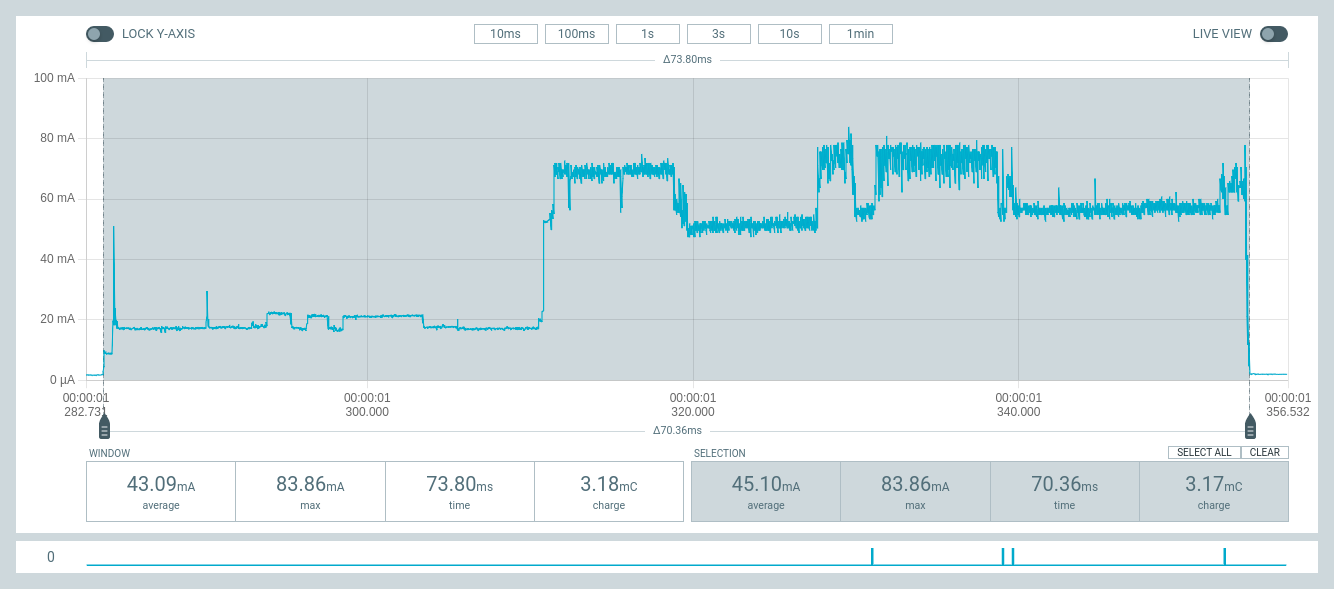 LOCK Y-AXIS 10ms 100ms 1s 3s 10s 1min LIVE VIEW
Δ73.80ms
100 mA
80 mA
60 mA
40 mA
20 mA
0 µA
00:00:01 00:00:01 00:00:01 00:00:01 00:00:01
282.731 300.000 320.000 340.000 356.532
Δ70.36ms
WINDOW SELECTION SELECT ALL CLEAR
43.09mA 83.86mA 73.80ms 3.18mC 45.10mA 83.86mA 70.36ms 3.17mC
average max time charge average max time charge
0